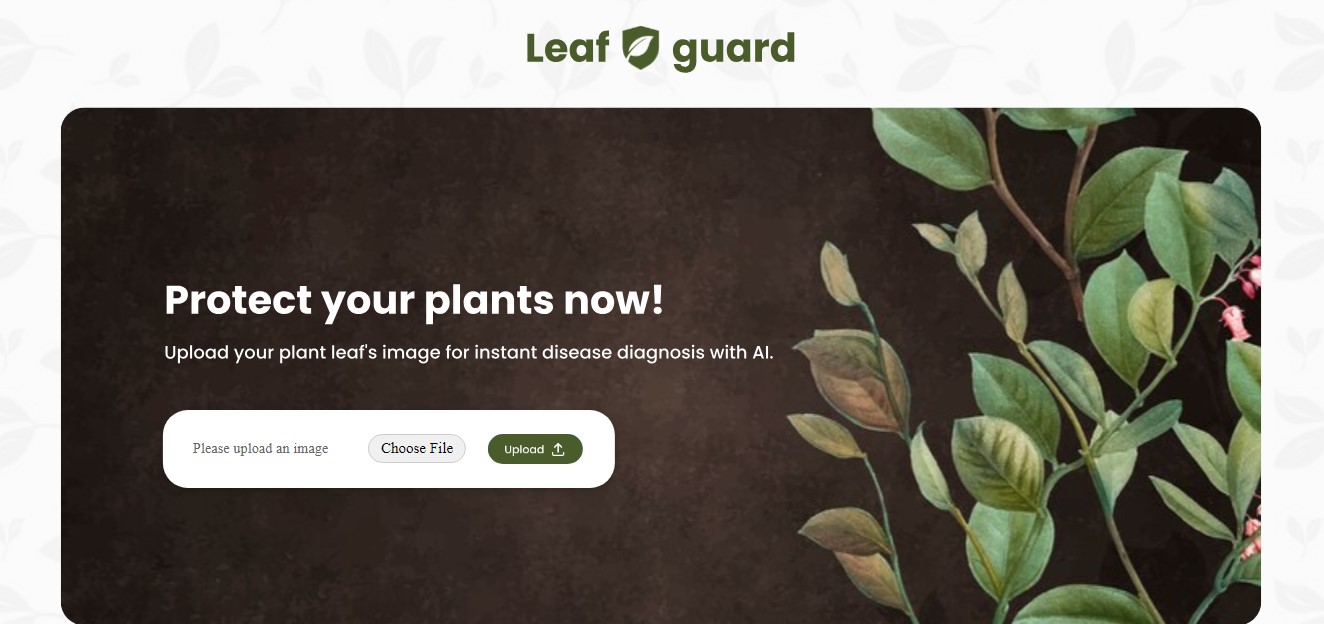 Leaf guard
Protect your plants now!
Upload your plant leaf's image for instant disease diagnosis with AI.
Please upload an image Choose File Upload